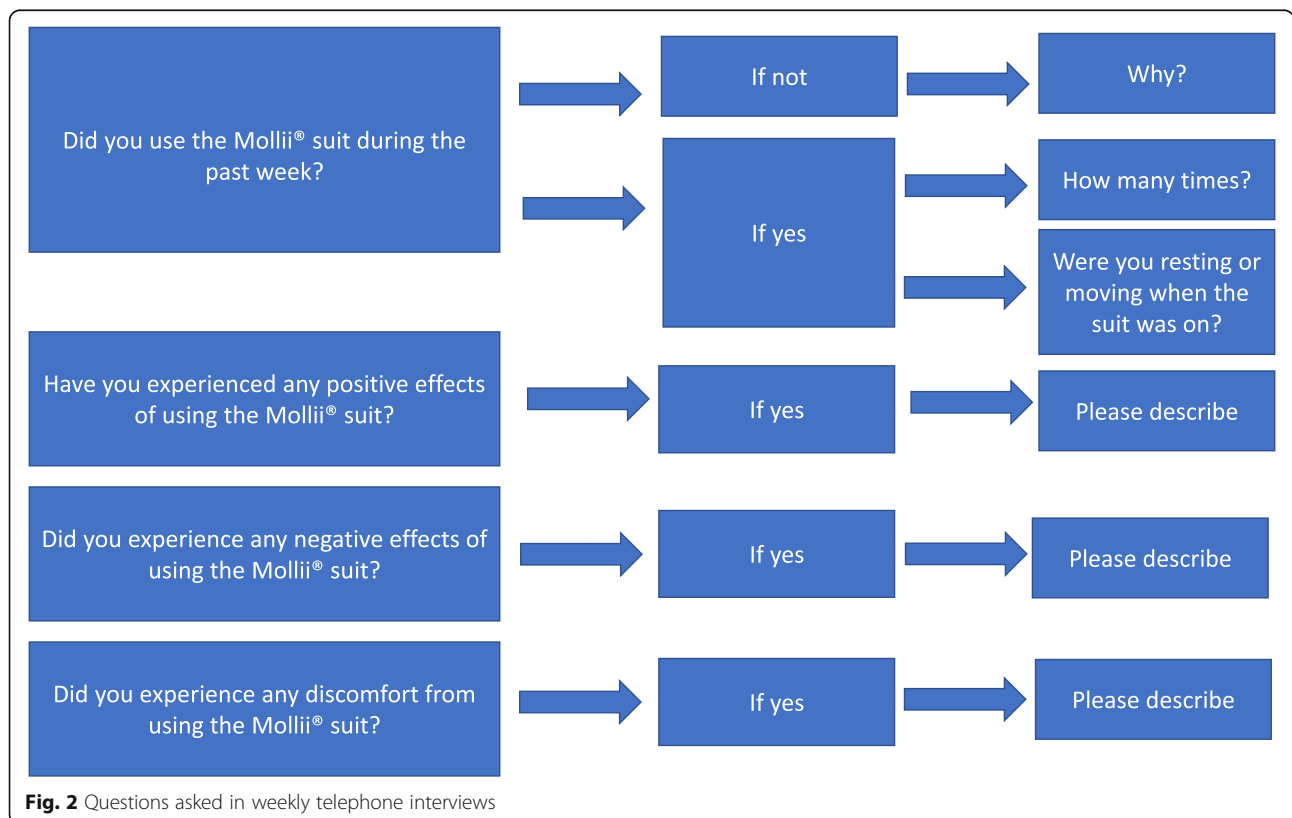 Did you use the Mollii® suit during the
past week?
If not
Why?
If yes
How many times?
Were you resting or
moving when the
suit was on?
Have you experienced any positive effects
of using the Mollii® suit?
If yes
Please describe
Did you experience any negative effects of
using the Mollii® suit?
If yes
Please describe
Did you experience any discomfort from
using the Mollii® suit?
If yes
Please describe
Fig. 2 Questions asked in weekly telephone interviews